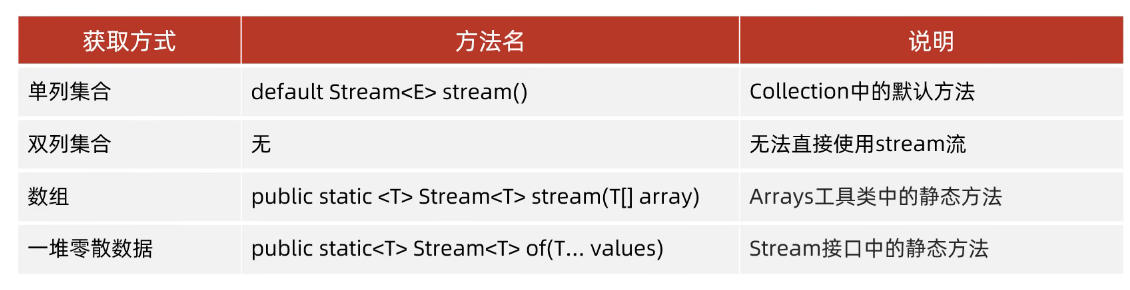 获取方式 方法名 说明
单列集合 default Stream<E> stream() Collection中的默认方法
双列集合 无 无法直接使用stream流
数组 public static <T> Stream<T> stream(T[] array) Arrays工具类中的静态方法
一堆零散数据 public static<T> Stream<T> of(T... values) Stream接口中的静态方法